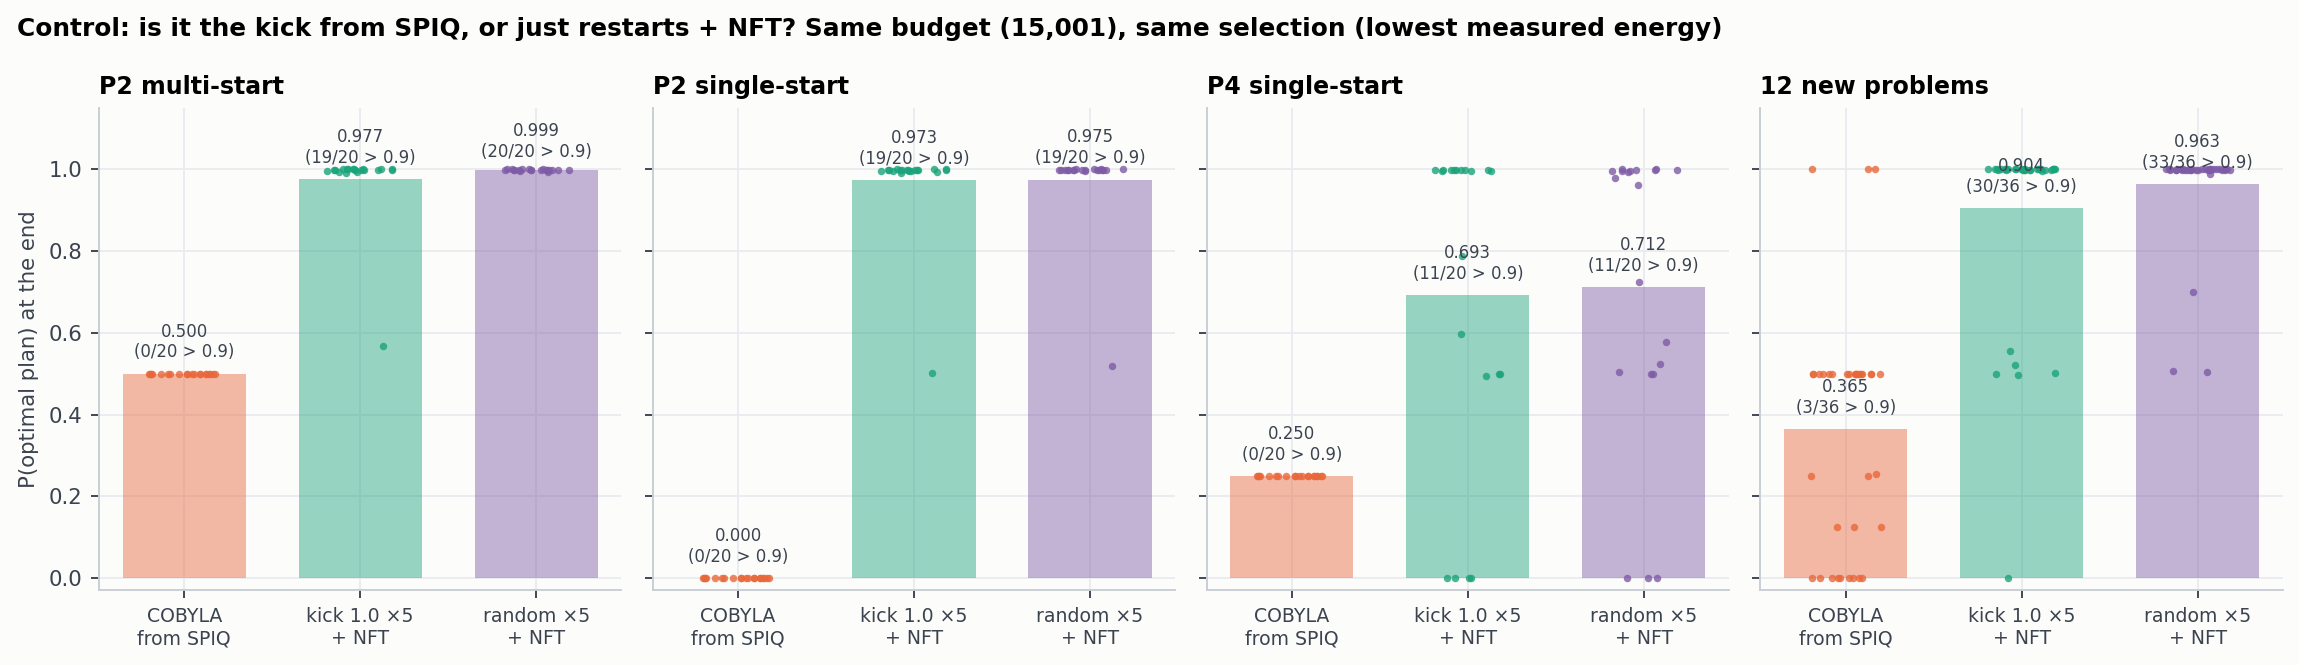 Control: is it the kick from SPIQ, or just restarts + NFT? Same budget (15,001), same selection (lowest measured energy)
P2 multi-start
P(optimal plan) at the end
1.0
0.8
0.6
0.4
0.2
0.0
0.500
(0/20 > 0.9)
0.977
(19/20 > 0.9)
0.999
(20/20 > 0.9)
COBYLA
from SPIQ
kick 1.0 ×5
+ NFT
random ×5
+ NFT
P2 single-start
0.000
(0/20 > 0.9)
0.973
(19/20 > 0.9)
0.975
(19/20 > 0.9)
COBYLA
from SPIQ
kick 1.0 ×5
+ NFT
random ×5
+ NFT
P4 single-start
0.250
(0/20 > 0.9)
0.693
(11/20 > 0.9)
0.712
(11/20 > 0.9)
COBYLA
from SPIQ
kick 1.0 ×5
+ NFT
random ×5
+ NFT
12 new problems
0.365
(3/36 > 0.9)
0.904
(30/36 > 0.9)
0.963
(33/36 > 0.9)
COBYLA
from SPIQ
kick 1.0 ×5
+ NFT
random ×5
+ NFT